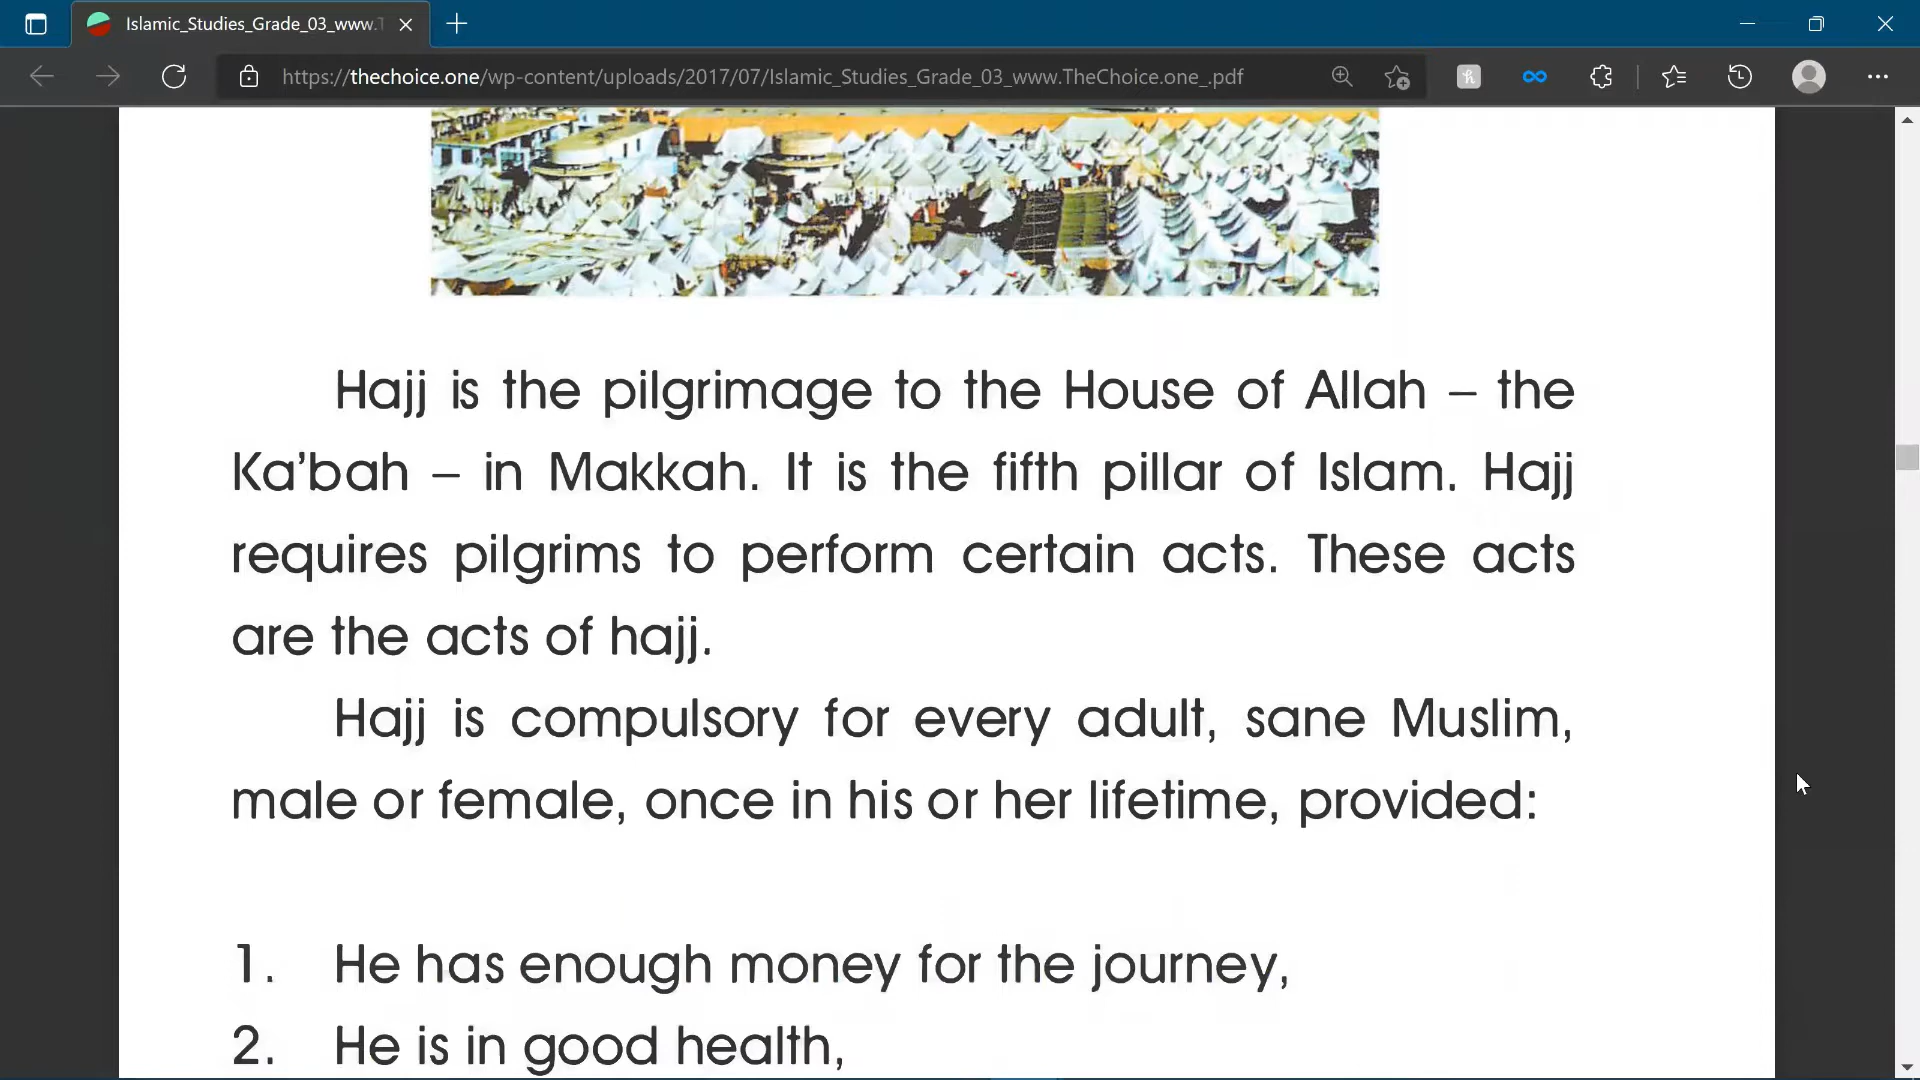 Islamic_Studies_Grade_03_www.T
https://thechoice.one/wp-content/uploads/2017/07/Islamic_Studies_Grade_03_www.TheChoice.one_.pdf
Hajj is the pilgrimage to the House of Allah – the
Ka’bah – in Makkah. It is the fifth pillar of Islam. Hajj
requires pilgrims to perform certain acts. These acts
are the acts of hajj.
Hajj is compulsory for every adult, sane Muslim,
male or female, once in his or her lifetime, provided:
1. He has enough money for the journey,
2. He is in good health,